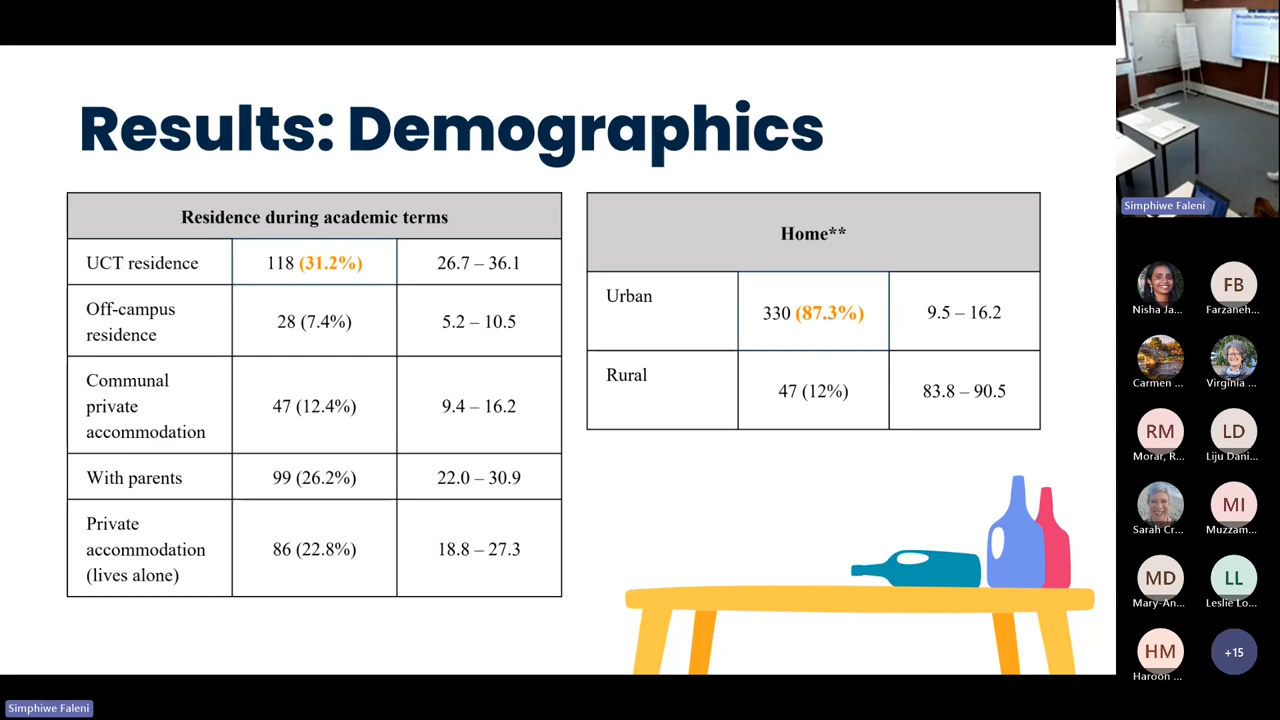 Results: Demographics
Residence during academic terms
UCT residence 118 (31.2%) 26.7 – 36.1
Off-campus
residence
28 (7.4%) 5.2 – 10.5
Communal
private
accommodation
47 (12.4%) 9.4 – 16.2
With parents 99 (26.2%) 22.0 – 30.9
Private
accommodation
(lives alone)
86 (22.8%) 18.8 – 27.3
Home**
Urban
330 (87.3%) 9.5 – 16.2
Rural
47 (12%) 83.8 – 90.5
Simphiwe Faleni
Nisha Ja...
FB
Farzaneh...
Carmen ...
Virginia ...
RM
Morar, R...
LD
Liju Dani...
Sarah Cr...
MI
Muzzam...
MD
Mary-An...
LL
Leslie Lo...
HM
Haroon ...
+15
Simphiwe Faleni